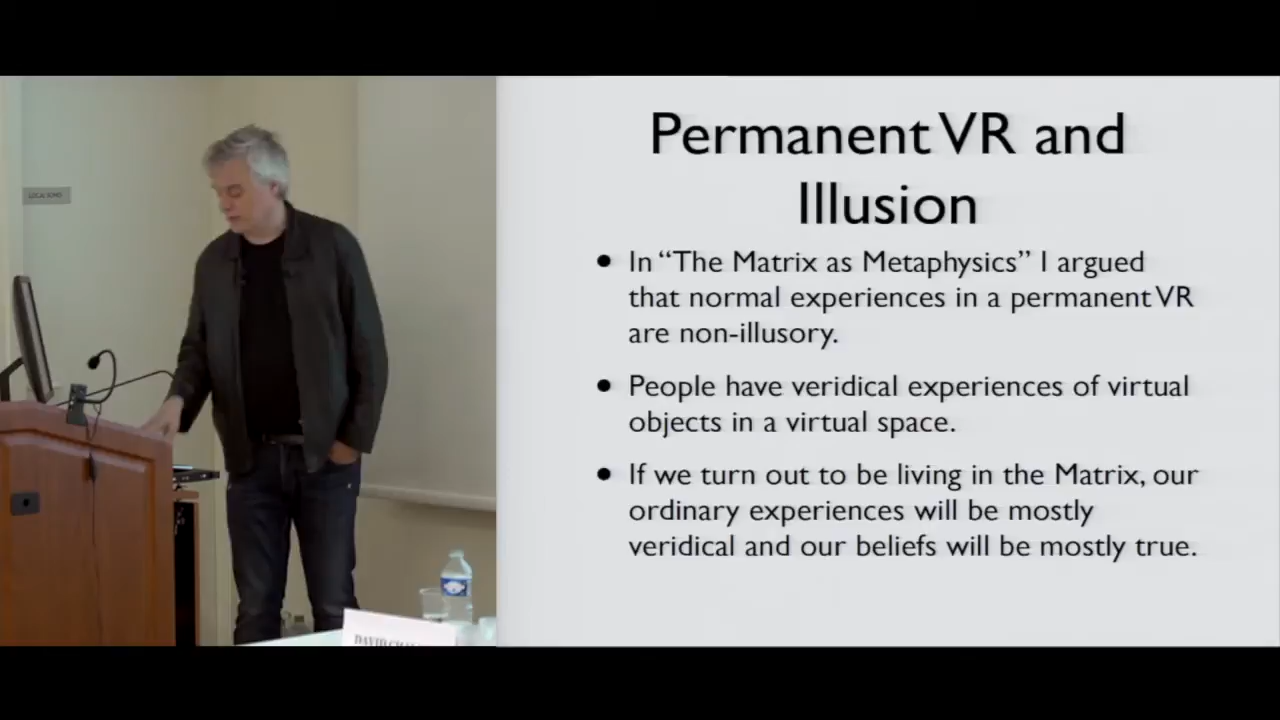 Permanent VR and
Illusion
• In “The Matrix as Metaphysics” I argued
that normal experiences in a permanent VR
are non-illusory.
• People have veridical experiences of virtual
objects in a virtual space.
• If we turn out to be living in the Matrix, our
ordinary experiences will be mostly
veridical and our beliefs will be mostly true.
DAVID